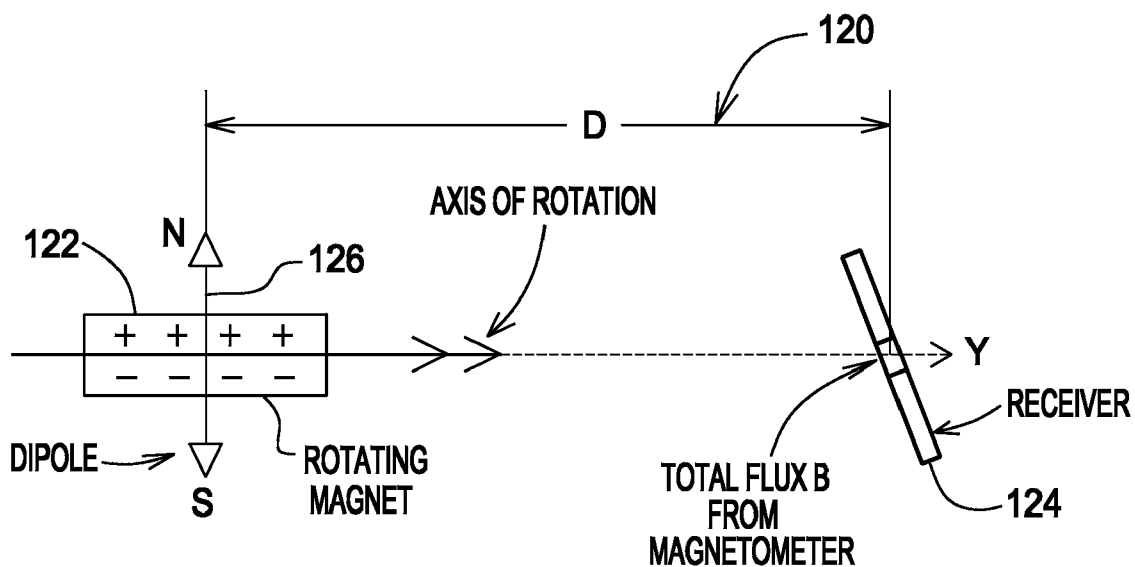 120
D
AXIS OF ROTATION
N
122
126
+ + + +
− − − −
Y
DIPOLE
S
ROTATING
MAGNET
RECEIVER
TOTAL FLUX B
FROM
MAGNETOMETER
124